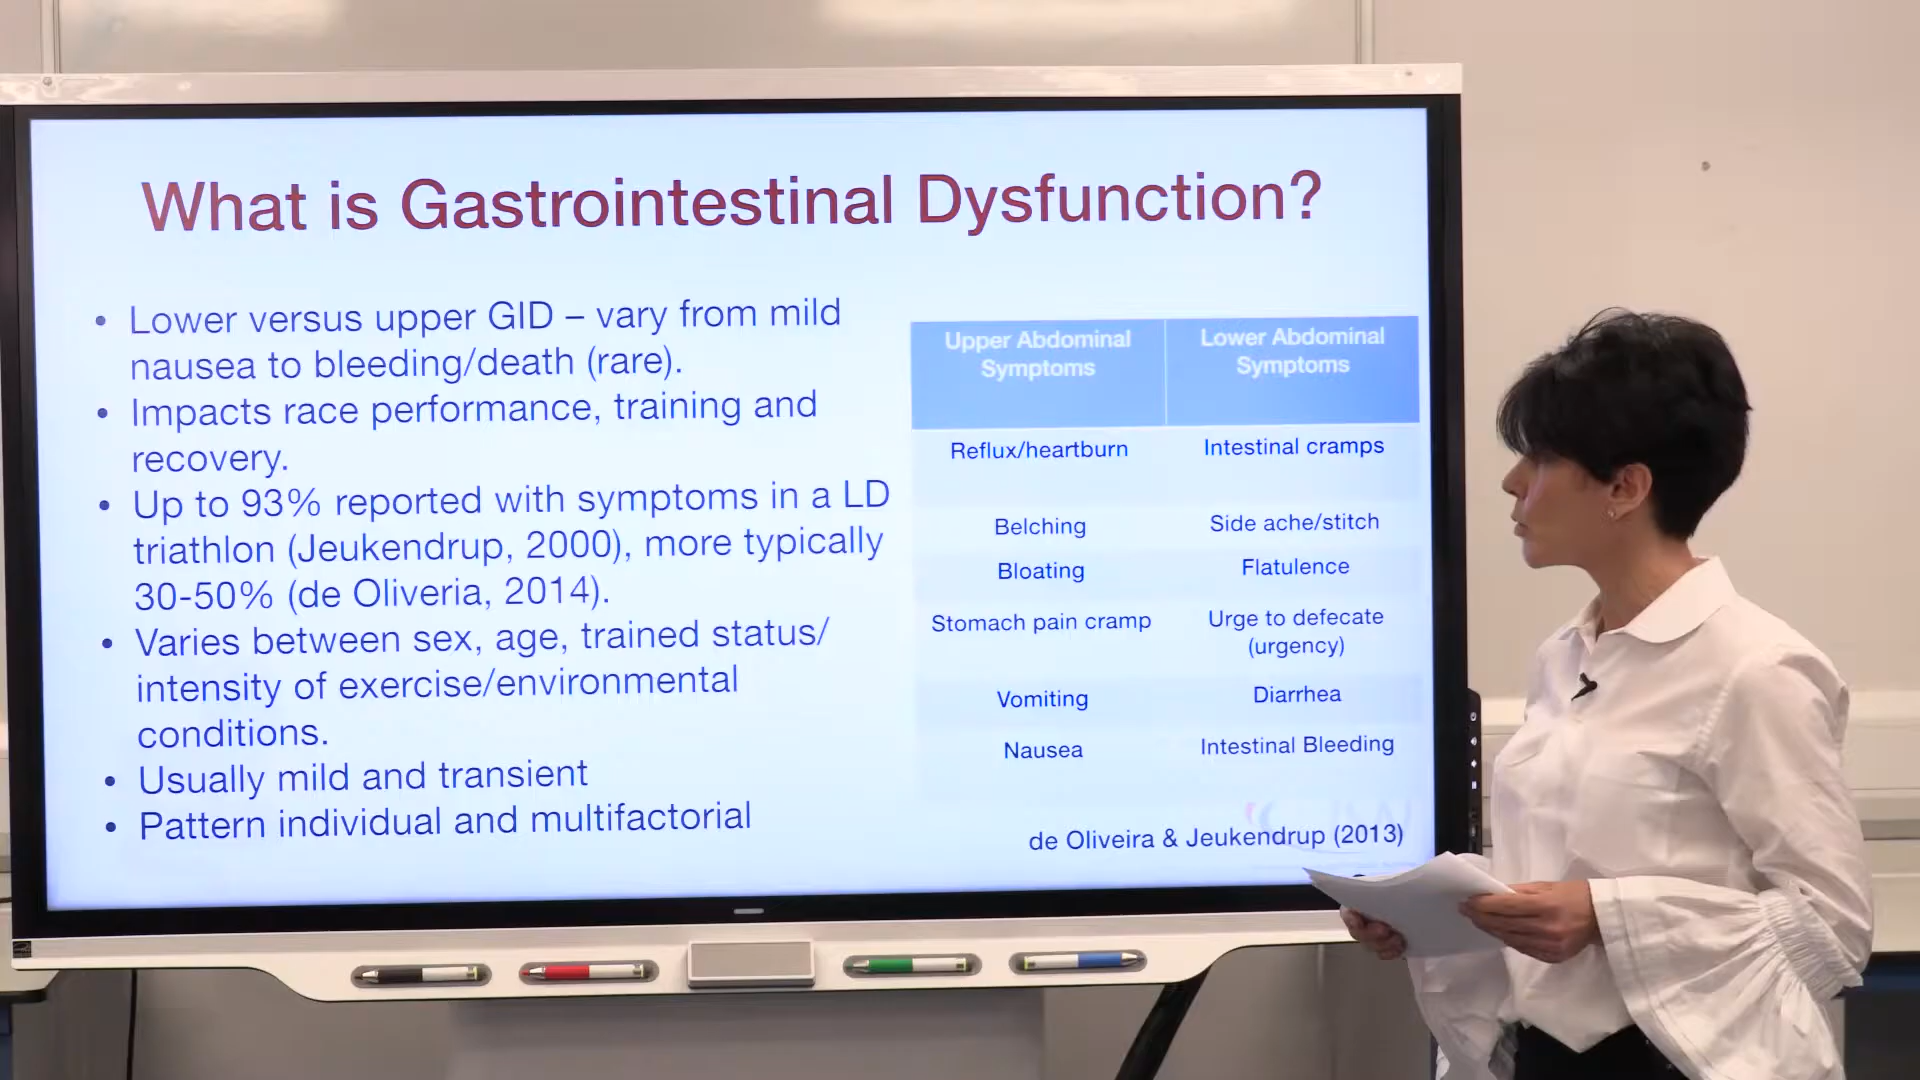 What is Gastrointestinal Dysfunction?
• Lower versus upper GID – vary from mild
nausea to bleeding/death (rare).
• Impacts race performance, training and
recovery.
• Up to 93% reported with symptoms in a LD
triathlon (Jeukendrup, 2000), more typically
30-50% (de Oliveria, 2014).
• Varies between sex, age, trained status/
intensity of exercise/environmental
conditions.
• Usually mild and transient
• Pattern individual and multifactorial
Upper Abdominal
Symptoms
Lower Abdominal
Symptoms
Reflux/heartburn
Intestinal cramps
Belching
Side ache/stitch
Bloating
Flatulence
Stomach pain cramp
Urge to defecate
(urgency)
Vomiting
Diarrhea
Nausea
Intestinal Bleeding
de Oliveira & Jeukendrup (2013)